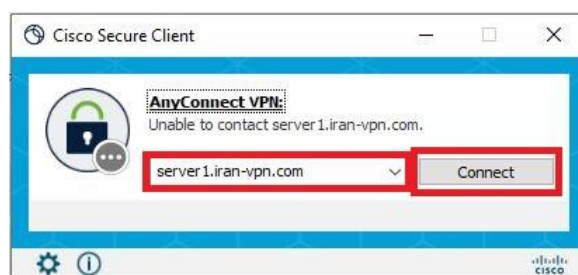 Cisco Secure Client
AnyConnect VPN:
Unable to contact server1.iran-vpn.com.
server1.iran-vpn.com
Connect
cisco